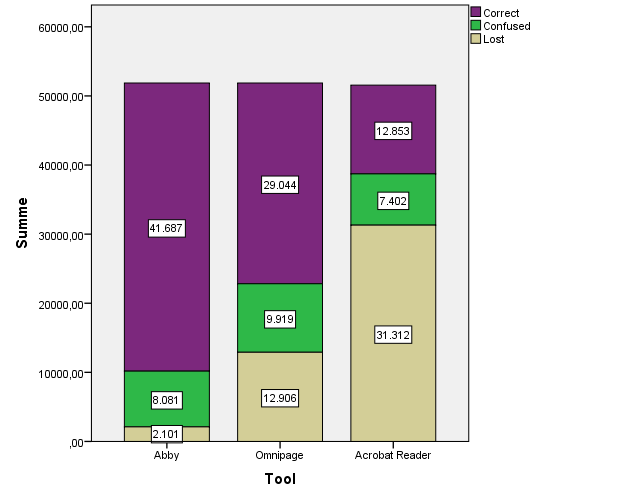 Correct
Confused
Lost
Summe
60000,00
50000,00
40000,00
30000,00
20000,00
10000,00
,00
41.687
8.081
2.101
29.044
9.919
12.906
12.853
7.402
31.312
Abby
Omnipage
Acrobat Reader
Tool